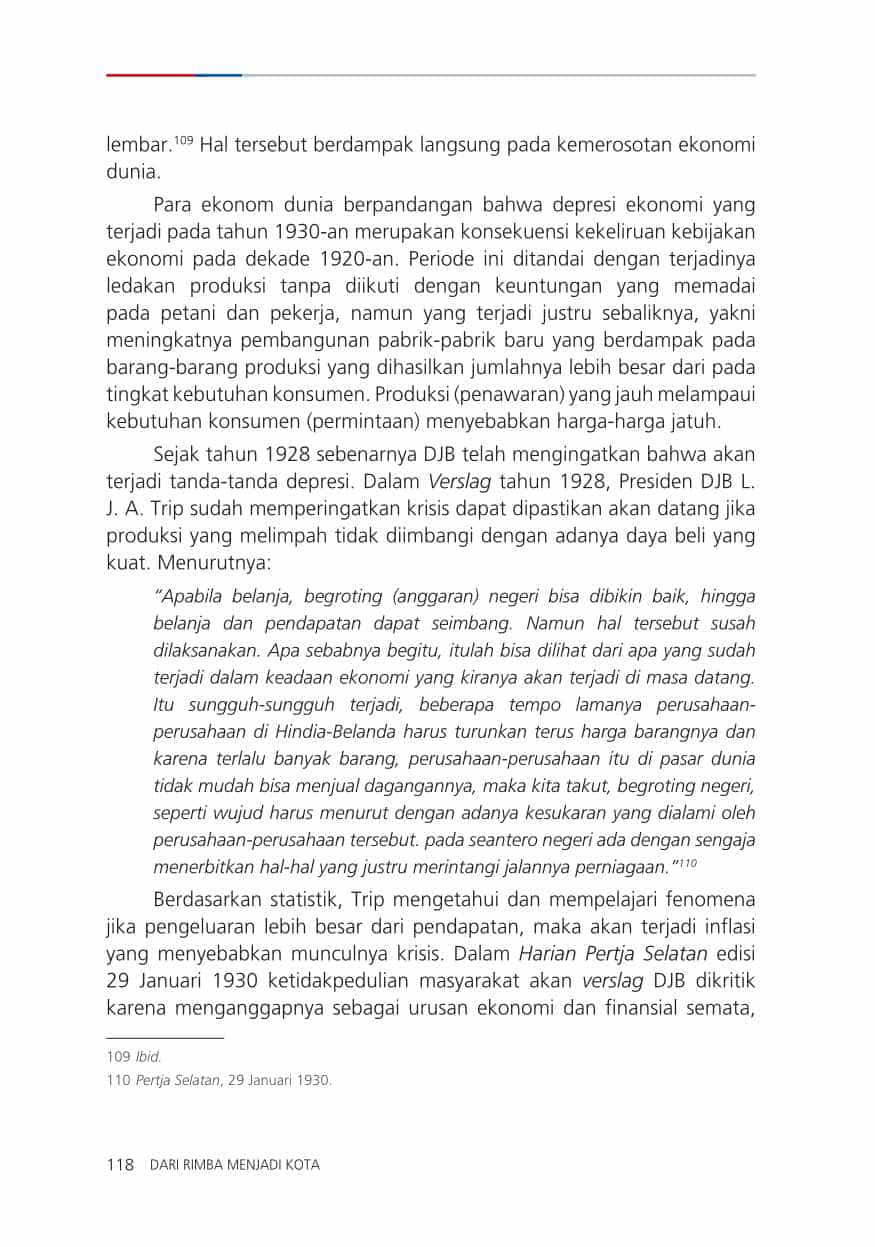 lembar.109 Hal tersebut berdampak langsung pada kemerosotan ekonomi
dunia.
Para ekonom dunia berpandangan bahwa depresi ekonomi yang
terjadi pada tahun 1930-an merupakan konsekuensi kekeliruan kebijakan
ekonomi pada dekade 1920-an. Periode ini ditandai dengan terjadinya
ledakan produksi tanpa diikuti dengan keuntungan yang memadai
pada petani dan pekerja, namun yang terjadi justru sebaliknya, yakni
meningkatnya pembangunan pabrik-pabrik baru yang berdampak pada
barang-barang produksi yang dihasilkan jumlahnya lebih besar dari pada
tingkat kebutuhan konsumen. Produksi (penawaran) yang jauh melampaui
kebutuhan konsumen (permintaan) menyebabkan harga-harga jatuh.
Sejak tahun 1928 sebenarnya DJB telah mengingatkan bahwa akan
terjadi tanda-tanda depresi. Dalam Verslag tahun 1928, Presiden DJB L.
J. A. Trip sudah memperingatkan krisis dapat dipastikan akan datang jika
produksi yang melimpah tidak diimbangi dengan adanya daya beli yang
kuat. Menurutnya:
“Apabila belanja, begroting (anggaran) negeri bisa dibikin baik, hingga
belanja dan pendapatan dapat seimbang. Namun hal tersebut susah
dilaksanakan. Apa sebabnya begitu, itulah bisa dilihat dari apa yang sudah
terjadi dalam keadaan ekonomi yang kiranya akan terjadi di masa datang.
Itu sungguh-sungguh terjadi, beberapa tempo lamanya perusahaan-
perusahaan di Hindia-Belanda harus turunkan terus harga barangnya dan
karena terlalu banyak barang, perusahaan-perusahaan itu di pasar dunia
tidak mudah bisa menjual dagangannya, maka kita takut, begroting negeri,
seperti wujud harus menurut dengan adanya kesukaran yang dialami oleh
perusahaan-perusahaan tersebut. pada seantero negeri ada dengan sengaja
menerbitkan hal-hal yang justru merintangi jalannya perniagaan.”110
Berdasarkan statistik, Trip mengetahui dan mempelajari fenomena
jika pengeluaran lebih besar dari pendapatan, maka akan terjadi inflasi
yang menyebabkan munculnya krisis. Dalam Harian Pertja Selatan edisi
29 Januari 1930 ketidakpedulian masyarakat akan verslag DJB dikritik
karena menganggapnya sebagai urusan ekonomi dan finansial semata,
109 Ibid.
110 Pertja Selatan, 29 Januari 1930.
118 DARI RIMBA MENJADI KOTA